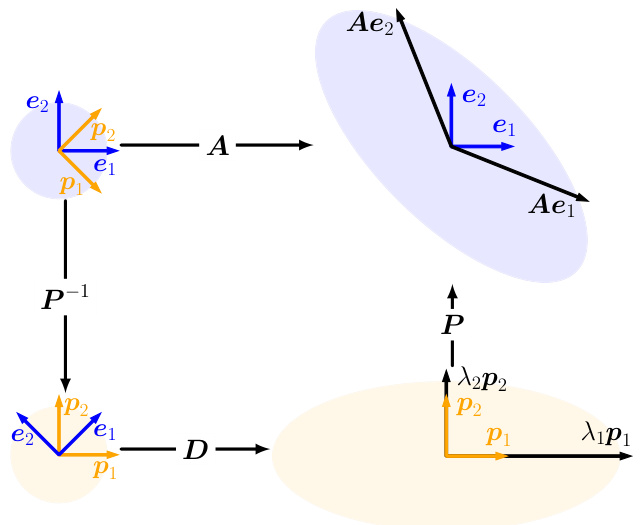 Ae₂
e₂
e₂
p₂
e₁
A
e₁
p₁
Ae₁
P⁻¹
P
λ₂p₂
p₂
p₂
e₂
e₁
p₁
λ₁p₁
D
p₁